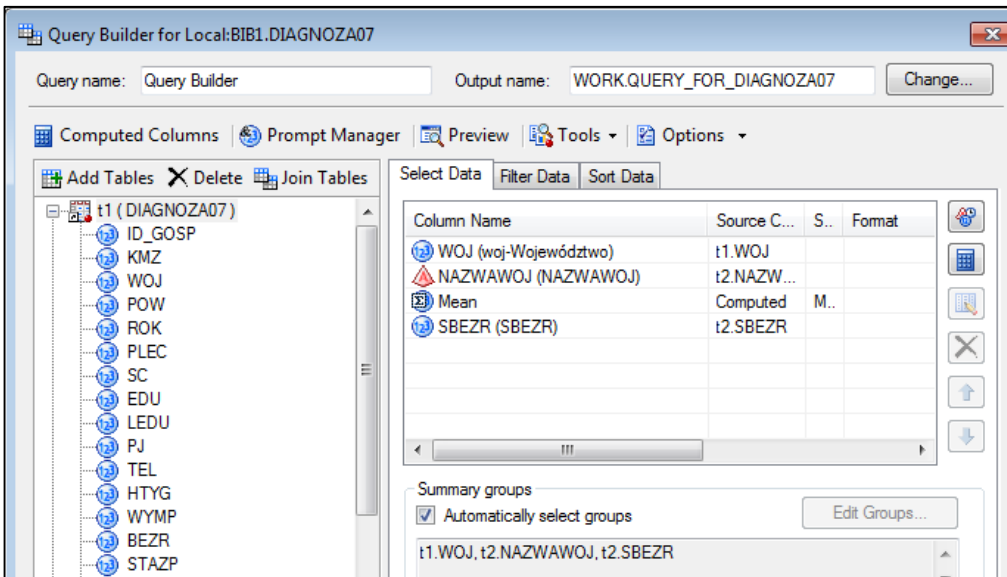 Query Builder for Local:BIB1.DIAGNOZA07
Query name: Query Builder Output name: WORK.QUERY_FOR_DIAGNOZA07 Change...
Computed Columns Prompt Manager Preview Tools Options
Add Tables Delete Join Tables
t1 (DIAGNOZA07)
ID_GOSP
KMZ
WOJ
POW
ROK
PLEC
SC
EDU
LEDU
PJ
TEL
HTYG
WYMP
BEZR
STAZP
Select Data Filter Data Sort Data
Column Name Source C... S.. Format
WOJ (woj-Województwo) t1.WOJ
NAZWAWOJ (NAZWAWOJ) t2.NAZW...
Mean Computed M..
SBEZR (SBEZR) t2.SBEZR
Summary groups
Automatically select groups Edit Groups...
t1.WOJ, t2.NAZWAWOJ, t2.SBEZR